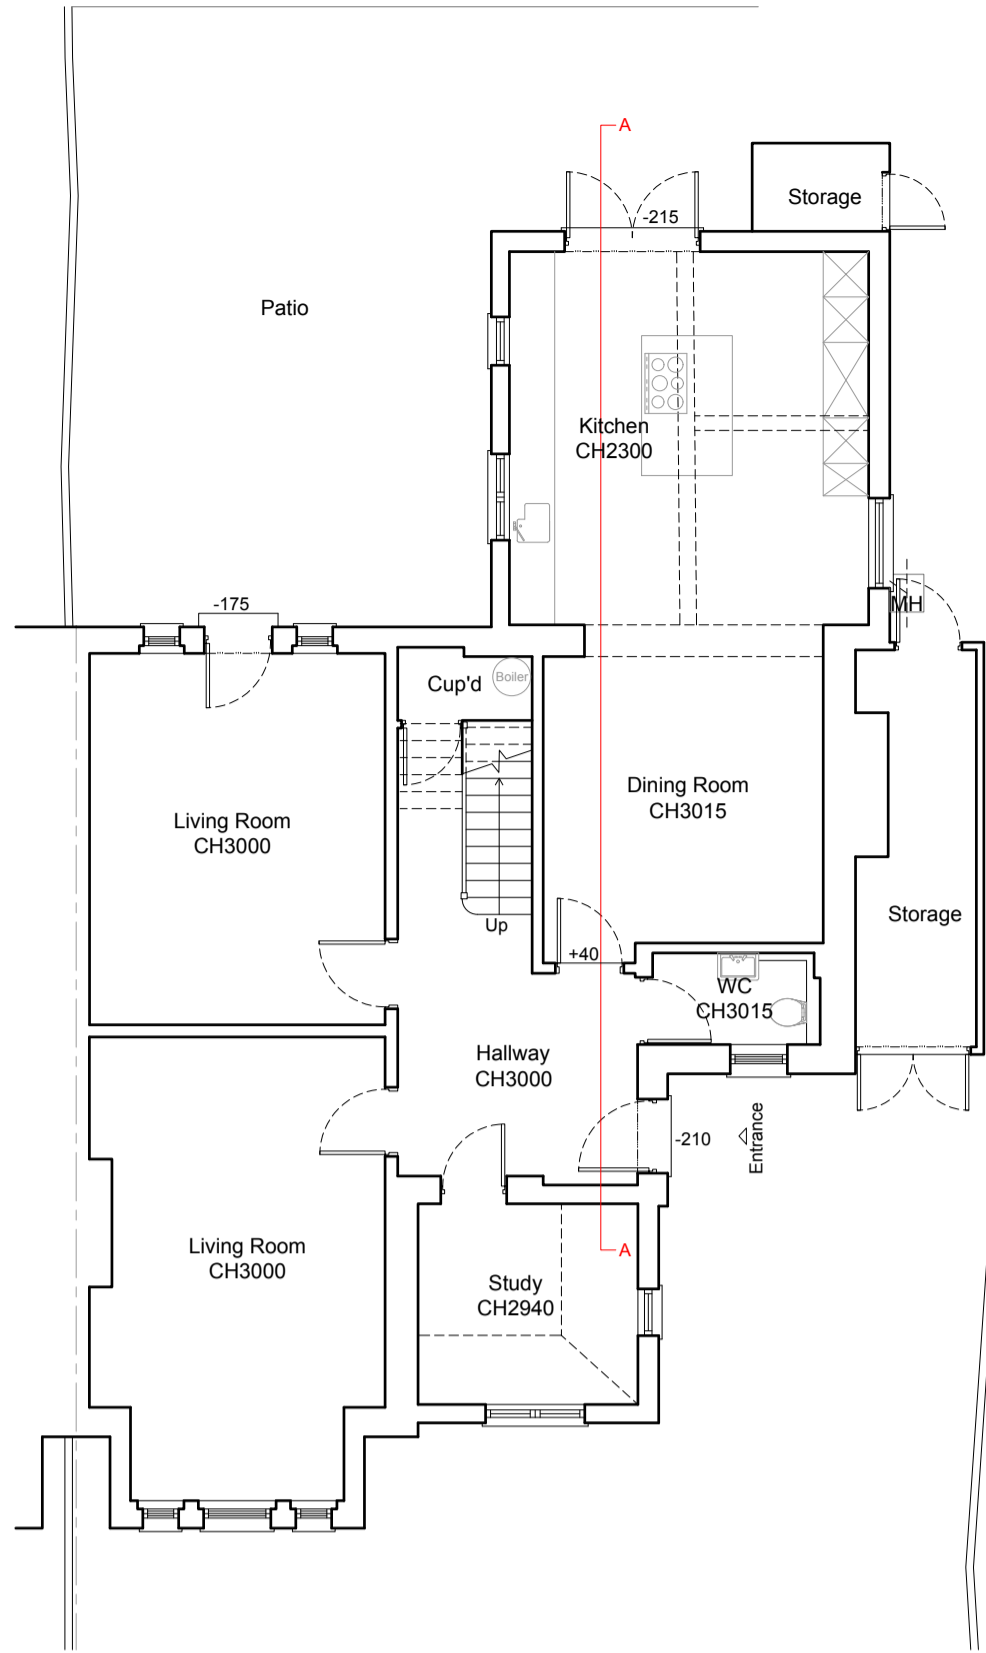 A
Storage
-215
Patio
Kitchen
CH2300
-175
MH
Cup'd
Boiler
Dining Room
CH3015
Living Room
CH3000
Storage
Up
+40
WC
CH3015
Hallway
CH3000
-210
Entrance
Living Room
CH3000
A
Study
CH2940